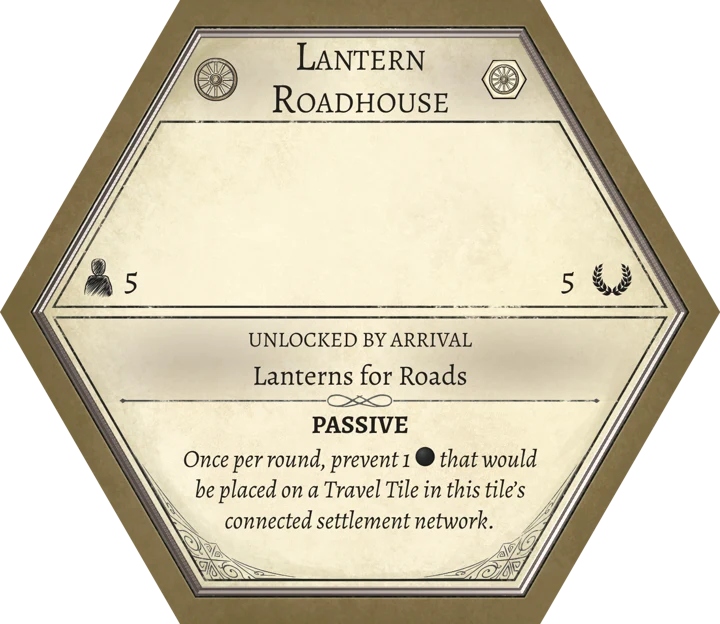 Lantern
Roadhouse
5
5
UNLOCKED BY ARRIVAL
Lanterns for Roads
PASSIVE
Once per round, prevent 1 that would
be placed on a Travel Tile in this tile's
connected settlement network.